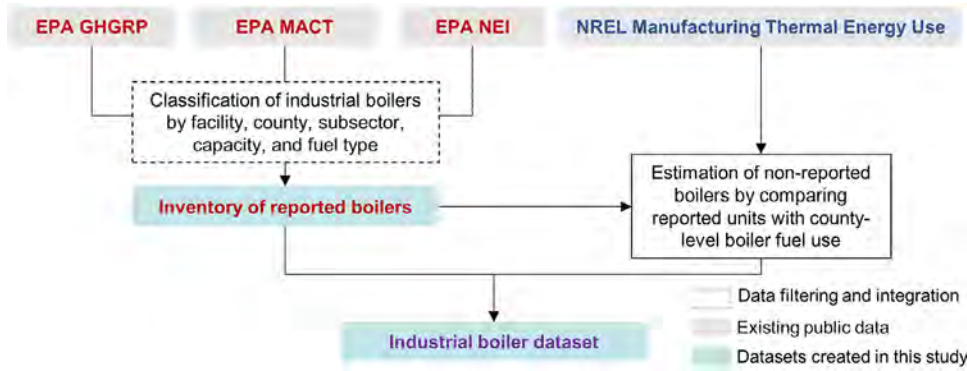 EPA GHGRP
EPA MACT
EPA NEI
NREL Manufacturing Thermal Energy Use
Classification of industrial boilers
by facility, county, subsector,
capacity, and fuel type
Inventory of reported boilers
Estimation of non-reported
boilers by comparing
reported units with county-
level boiler fuel use
Industrial boiler dataset
Data filtering and integration
Existing public data
Datasets created in this study